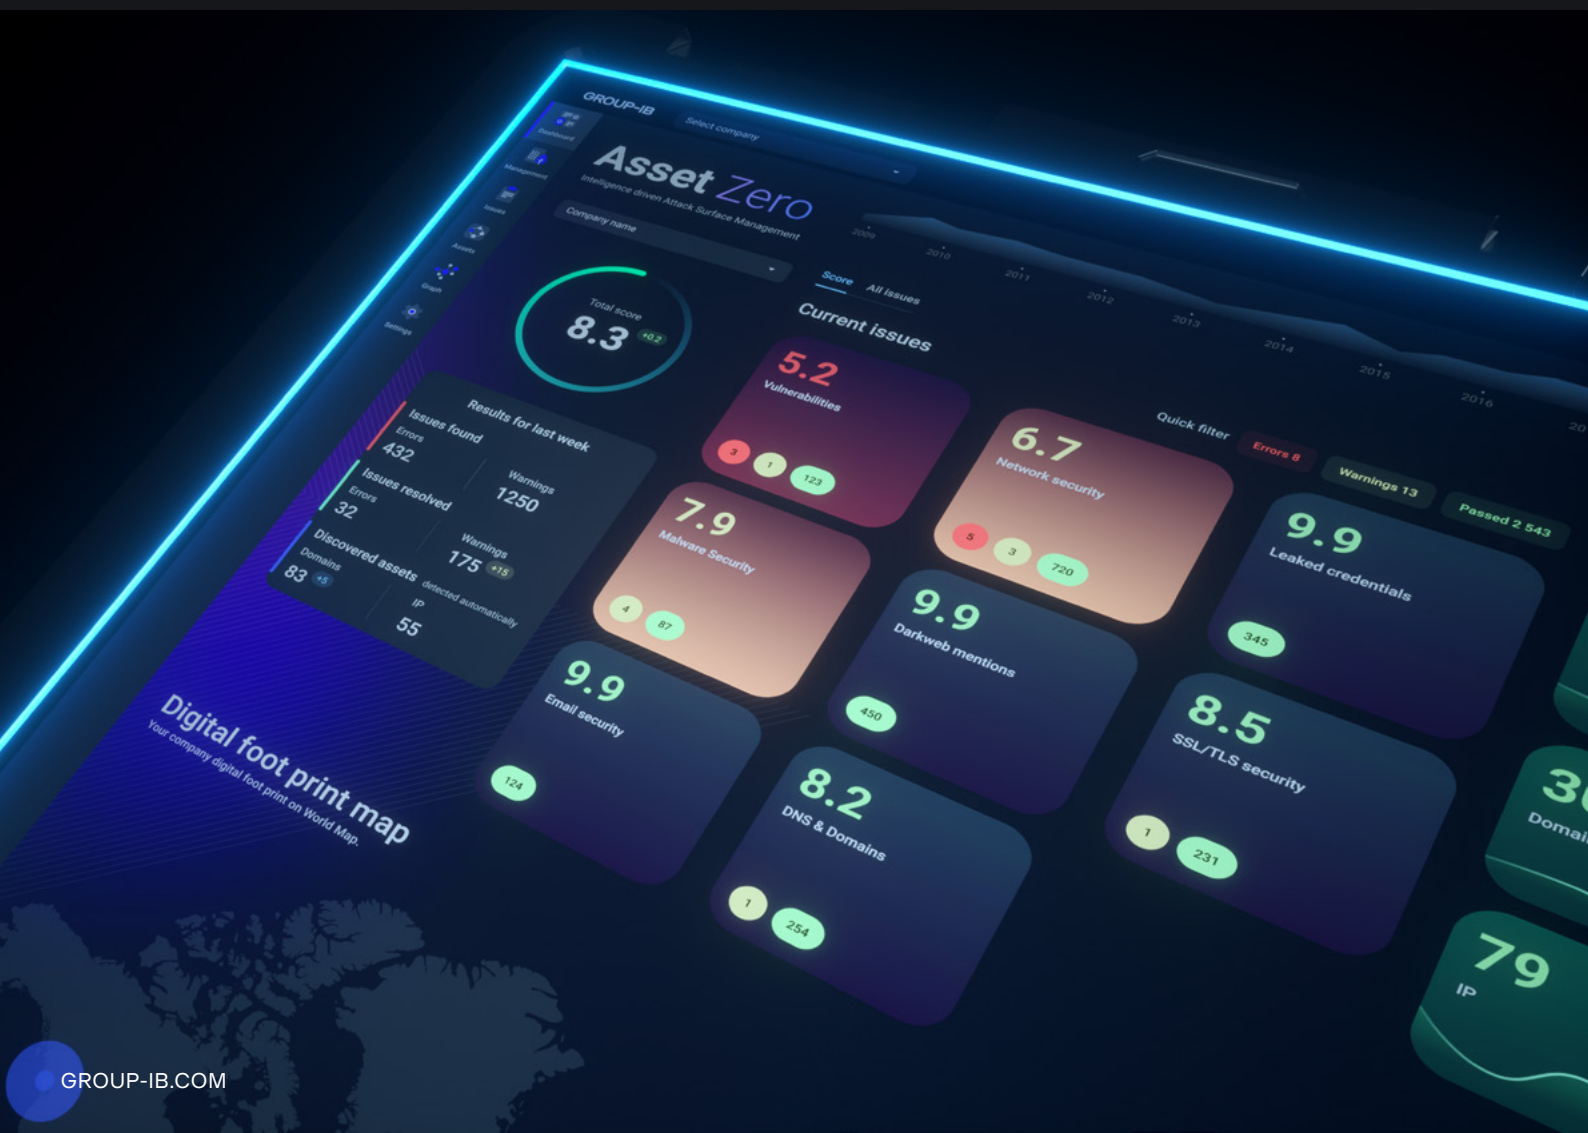 GROUP-IB
Select company
Dashboard
Management
Issues
Assets
Graph
Settings
Asset Zero
Intelligence driven Attack Surface Management
Company name
2009
2010
2011
2012
2013
2014
2015
2016
Total score
8.3
+0.2
Results for last week
Issues found
Errors
432
Warnings
1250
Issues resolved
Errors
32
Warnings
175 +15
Discovered assets detected automatically
Domains
83 +5
IP
55
Score All issues
Current issues
Quick filter Errors 8 Warnings 13 Passed 2 543
5.2
Vulnerabilities
3 1 123
6.7
Network security
5 3 720
9.9
Leaked credentials
345
7.9
Malware Security
4 87
9.9
Darkweb mentions
450
8.5
SSL/TLS security
1 231
9.9
Email security
124
8.2
DNS & Domains
1 254
79
IP
Digital foot print map
Your company digital foot print on World Map.
GROUP-IB.COM